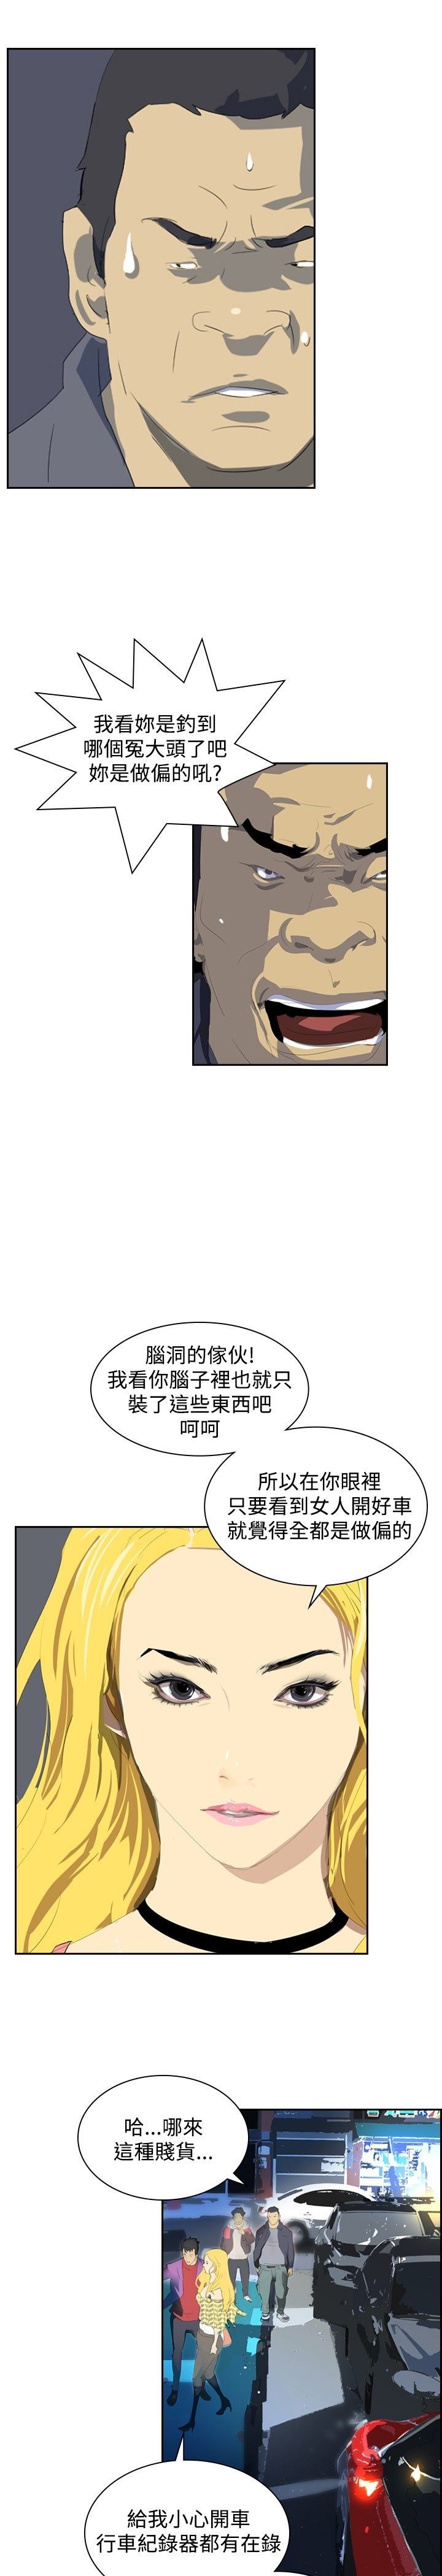 我看妳是釣到
哪個冤大頭了吧
妳是做偏的吼?
腦洞的傢伙!
我看你腦子裡也就只
裝了這些東西吧
呵呵
所以在你眼裡
只要看到女人開好車
就覺得全都是做偏的
哈...哪來
這種賤貨...
給我小心開車
行車紀錄器都有在錄